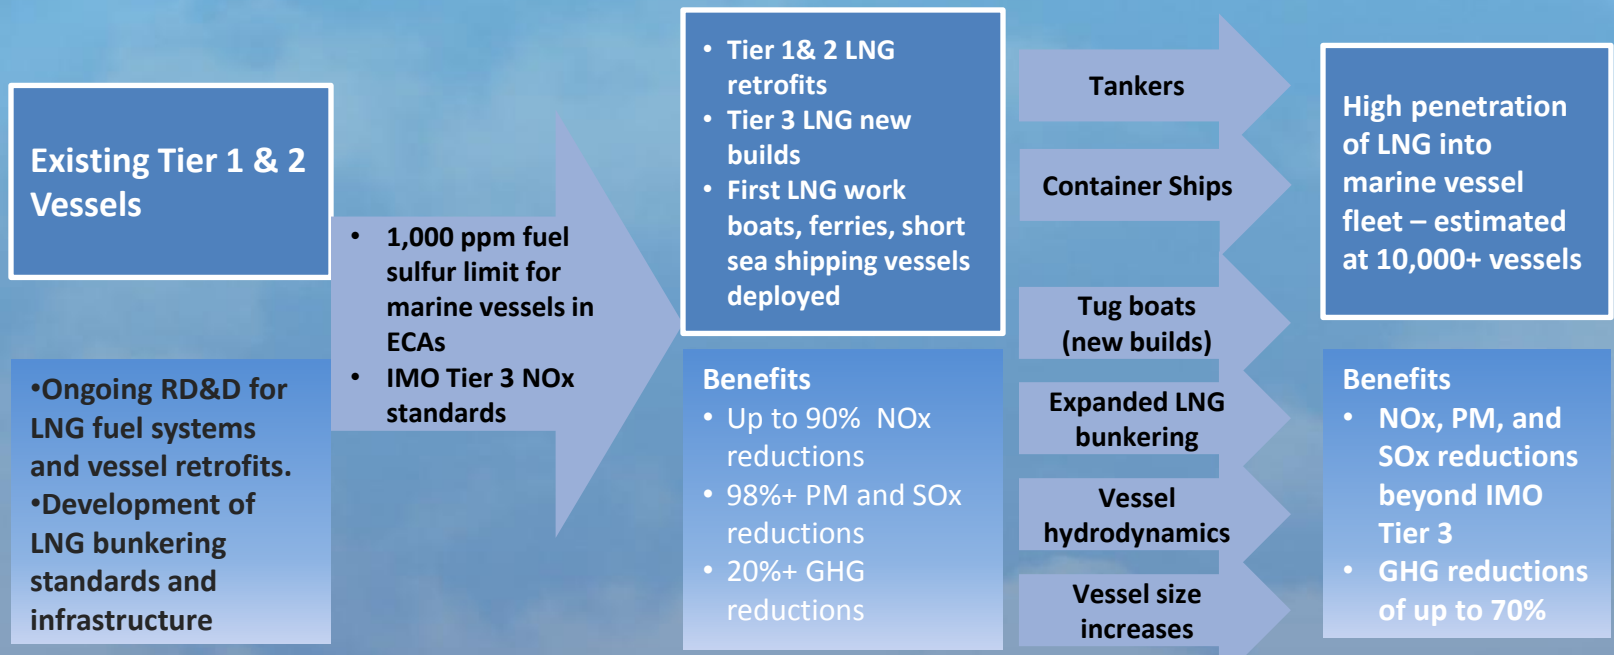 Existing Tier 1 & 2
Vessels
•Ongoing RD&D for
LNG fuel systems
and vessel retrofits.
•Development of
LNG bunkering
standards and
infrastructure
• 1,000 ppm fuel
sulfur limit for
marine vessels in
ECAs
• IMO Tier 3 NOx
standards
• Tier 1& 2 LNG
retrofits
• Tier 3 LNG new
builds
• First LNG work
boats, ferries, short
sea shipping vessels
deployed
Benefits
• Up to 90% NOx
reductions
• 98%+ PM and SOx
reductions
• 20%+ GHG
reductions
Tankers
Container Ships
Tug boats
(new builds)
Expanded LNG
bunkering
Vessel
hydrodynamics
Vessel size
increases
High penetration
of LNG into
marine vessel
fleet – estimated
at 10,000+ vessels
Benefits
• NOx, PM, and
SOx reductions
beyond IMO
Tier 3
• GHG reductions
of up to 70%